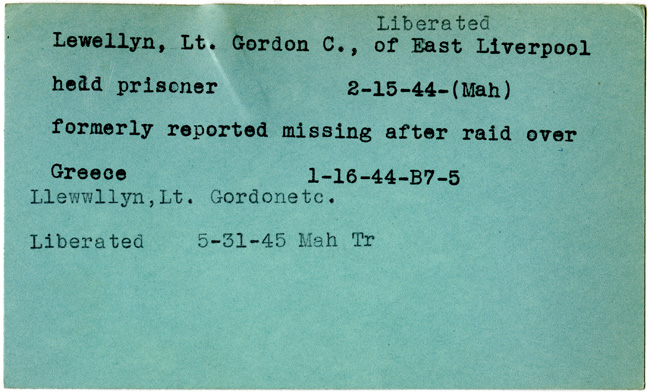 Liberated
Lewellyn, Lt. Gordon C., of East Liverpool
held prisoner 2-15-44-(Mah)
formerly reported missing after raid over
Greece 1-16-44-B7-5
Llewwllyn,Lt. Gordonetc.
Liberated 5-31-45 Mah Tr